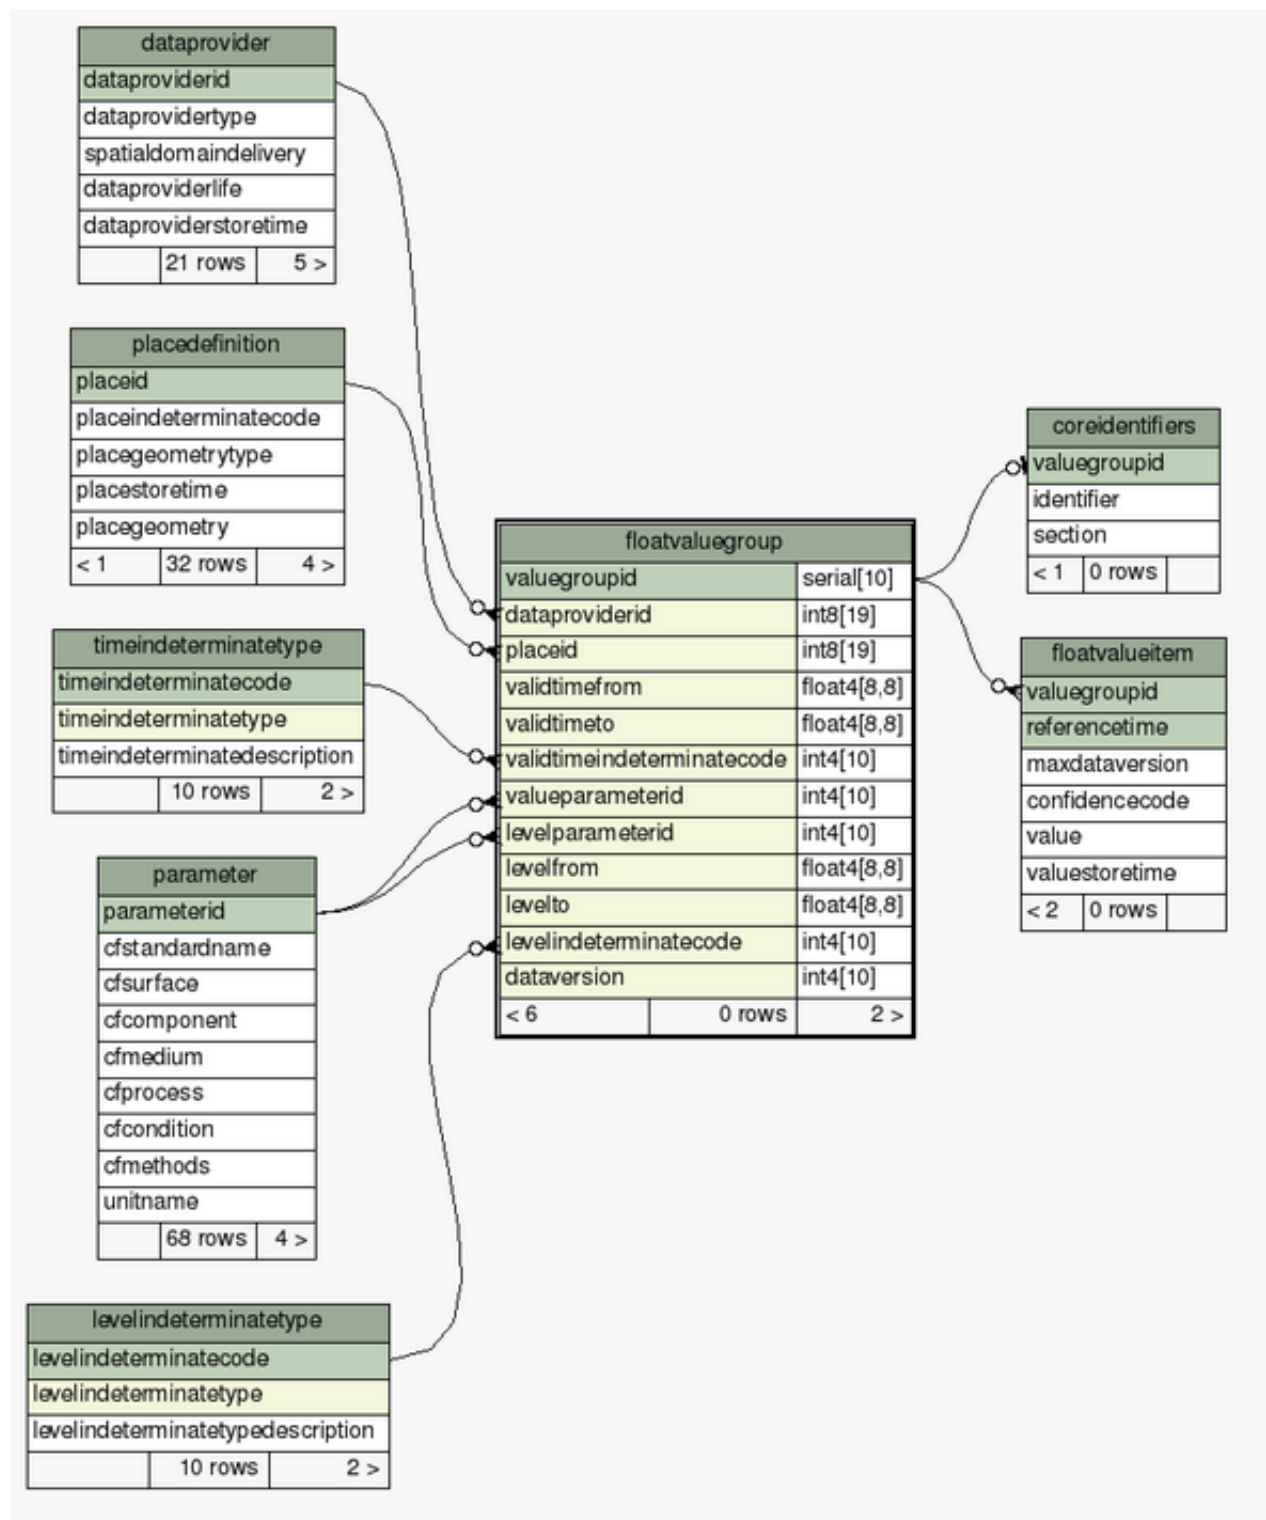 dataprovider
dataproviderid
dataprovidertype
spatialdomaindelivery
dataproviderlife
dataproviderstoretime
21 rows 5 >
placedefinition
placeid
placeindeterminatecode
placegeometrytype
placestoretime
placegeometry
< 1 32 rows 4 >
timeindeterminatetype
timeindeterminatecode
timeindeterminatetype
timeindeterminatedescription
10 rows 2 >
parameter
parameterid
cfstandardname
cfsurface
cfcomponent
cfmedium
cfprocess
cfcondition
cfmethods
unitname
68 rows 4 >
levelindeterminatetype
levelindeterminatecode
levelindeterminatetype
levelindeterminatetypedescription
10 rows 2 >
floatvaluegroup
valuegroupid serial[10]
dataproviderid int8[19]
placeid int8[19]
validtimefrom float4[8,8]
validtimeto float4[8,8]
validtimeindeterminatecode int4[10]
valueparameterid int4[10]
levelparameterid int4[10]
levelfrom float4[8,8]
levelto float4[8,8]
levelindeterminatecode int4[10]
dataversion int4[10]
< 6 0 rows 2 >
coreidentifiers
valuegroupid
identifier
section
< 1 0 rows
floatvalueitem
valuegroupid
referencetime
maxdataversion
confidencecode
value
valuestoretime
< 2 0 rows